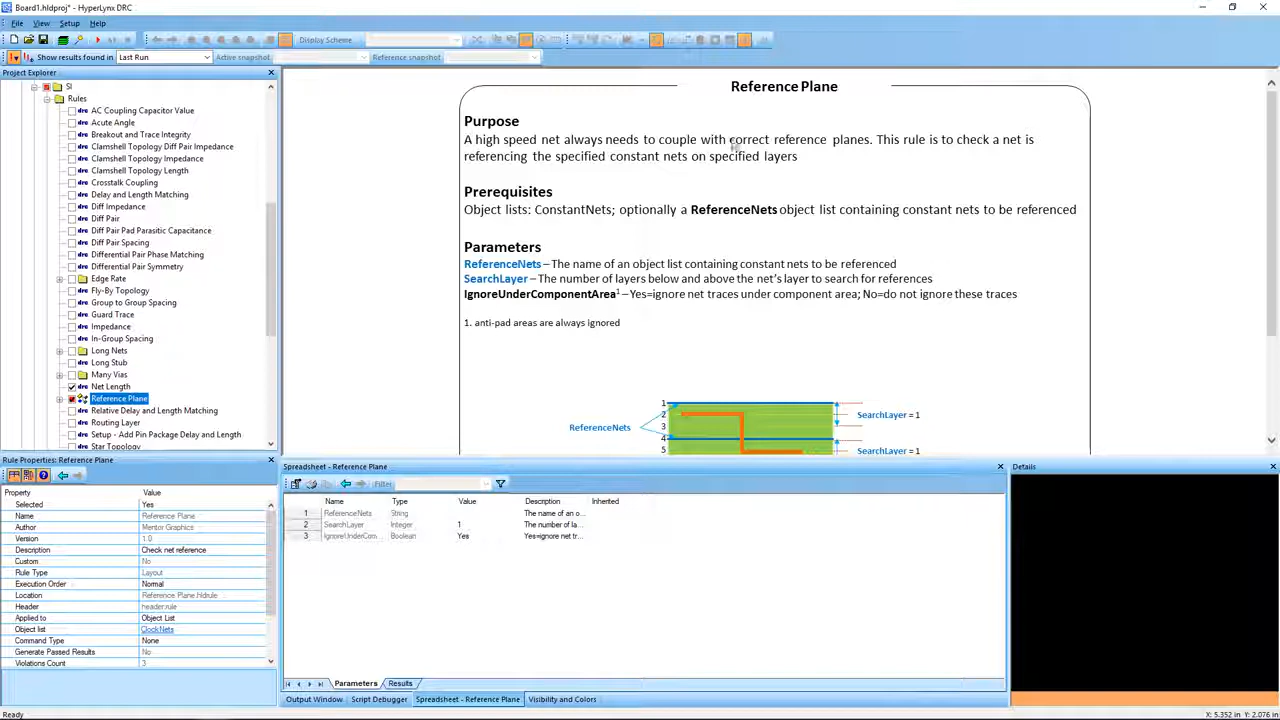 Board1.hldproj* - HyperLynx DRC
File View Setup Help
Display Scheme
Show results found in Last Run Active snapshot Reference snapshot
Project Explorer
SI
Rules
AC Coupling Capacitor Value
Acute Angle
Breakout and Trace Integrity
Clamshell Topology Diff Pair Impedance
Clamshell Topology Impedance
Clamshell Topology Length
Crosstalk Coupling
Delay and Length Matching
Diff Impedance
Diff Pair
Diff Pair Pad Parasitic Capacitance
Diff Pair Spacing
Differential Pair Phase Matching
Differential Pair Symmetry
Edge Rate
Fly-By Topology
Group to Group Spacing
Guard Trace
Impedance
In-Group Spacing
Long Nets
Long Stub
Many Vias
Net Length
Reference Plane
Relative Delay and Length Matching
Routing Layer
Setup - Add Pin Package Delay and Length
Star Topology
Reference Plane
Purpose
A high speed net always needs to couple with correct reference planes. This rule is to check a net is
referencing the specified constant nets on specified layers
Prerequisites
Object lists: ConstantNets; optionally a ReferenceNets object list containing constant nets to be referenced
Parameters
ReferenceNets – The name of an object list containing constant nets to be referenced
SearchLayer – The number of layers below and above the net's layer to search for references
IgnoreUnderComponentArea¹ – Yes=ignore net traces under component area; No=do not ignore these traces
1. anti-pad areas are always ignored
1
2 SearchLayer = 1
ReferenceNets 3
4
5 SearchLayer = 1
Rule Properties: Reference Plane
Property Value
Selected Yes
Name Reference Plane
Author Mentor Graphics
Version 1.0
Description Check net reference
Custom No
Rule Type Layout
Execution Order Normal
Location Reference Plane.hldrule
Header header.rule
Applied to Object List
Object list ClockNets
Command Type None
Generate Passed Results No
Violations Count 3
Spreadsheet - Reference Plane
Filter
Name Type Value Description Inherited
1 ReferenceNets String The name of an o...
2 SearchLayer Integer 1 The number of la...
3 IgnoreUnderCom... Boolean Yes Yes=ignore net tr...
Parameters Results
Output Window Script Debugger Spreadsheet - Reference Plane Visibility and Colors
Details
Ready X: 5.352 in Y: 2.076 in